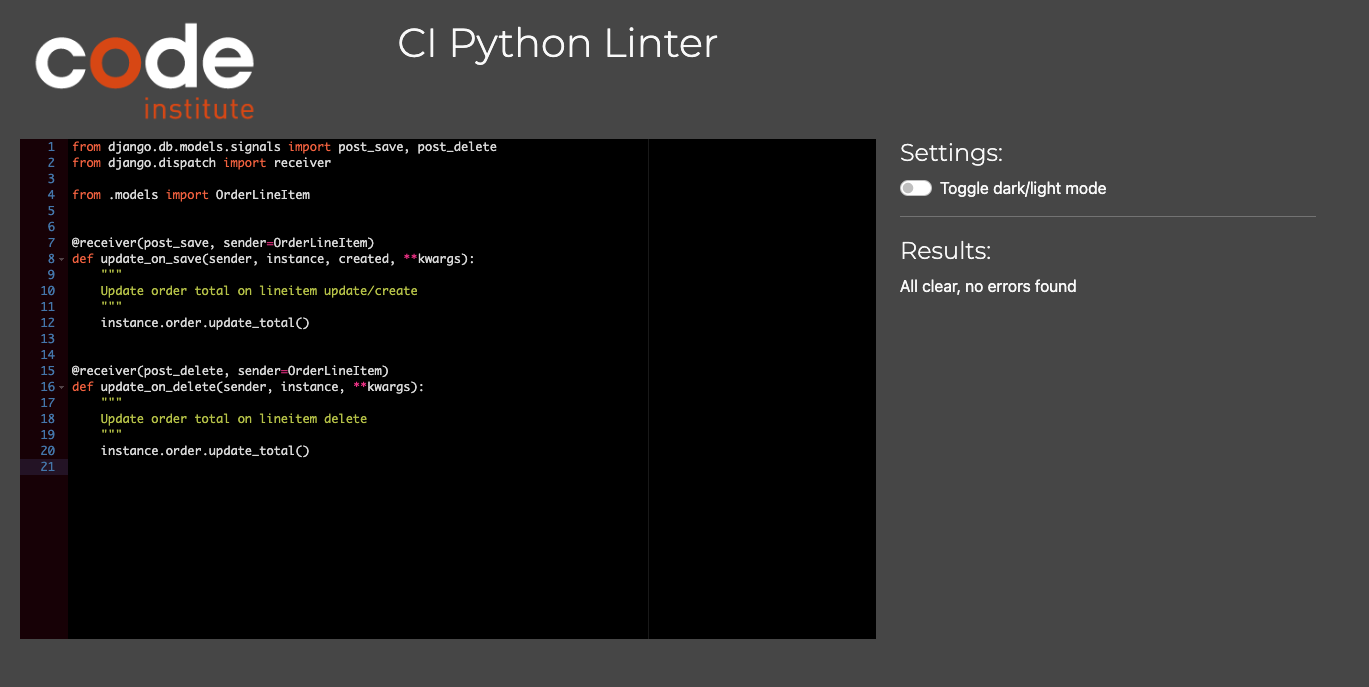 code
institute
CI Python Linter
1 from django.db.models.signals import post_save, post_delete
2 from django.dispatch import receiver
3
4 from .models import OrderLineItem
5
6
7 @receiver(post_save, sender=OrderLineItem)
8 def update_on_save(sender, instance, created, **kwargs):
9     """
10     Update order total on lineitem update/create
11     """
12     instance.order.update_total()
13
14
15 @receiver(post_delete, sender=OrderLineItem)
16 def update_on_delete(sender, instance, **kwargs):
17     """
18     Update order total on lineitem delete
19     """
20     instance.order.update_total()
21
Settings:
Toggle dark/light mode
Results:
All clear, no errors found